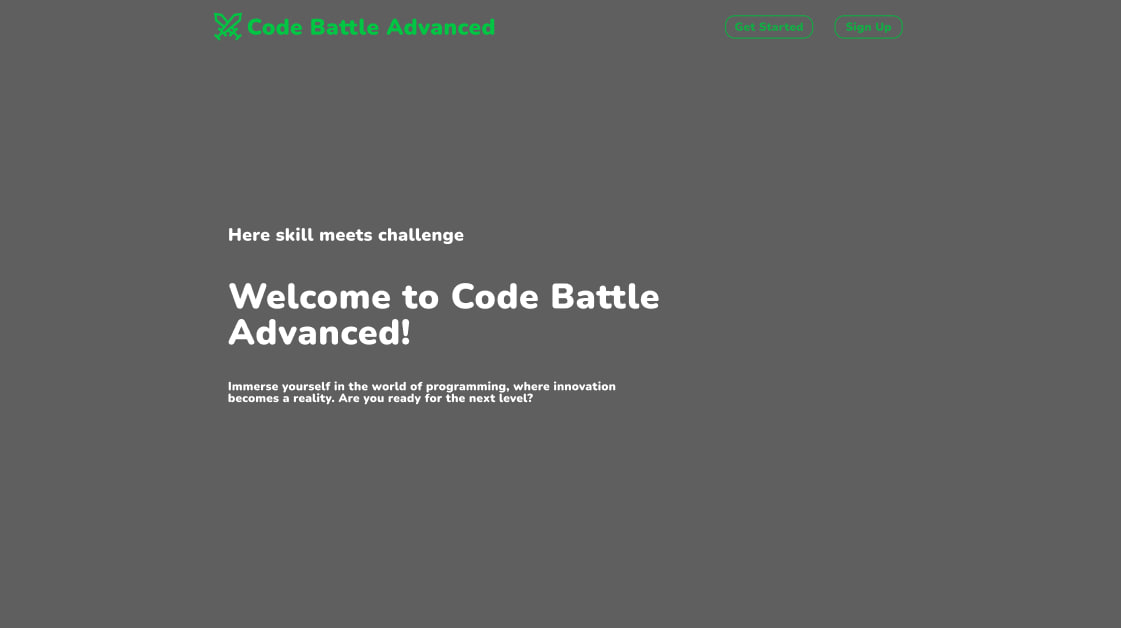 Code Battle Advanced
Get Started
Sign Up
Here skill meets challenge
Welcome to Code Battle
Advanced!
Immerse yourself in the world of programming, where innovation
becomes a reality. Are you ready for the next level?